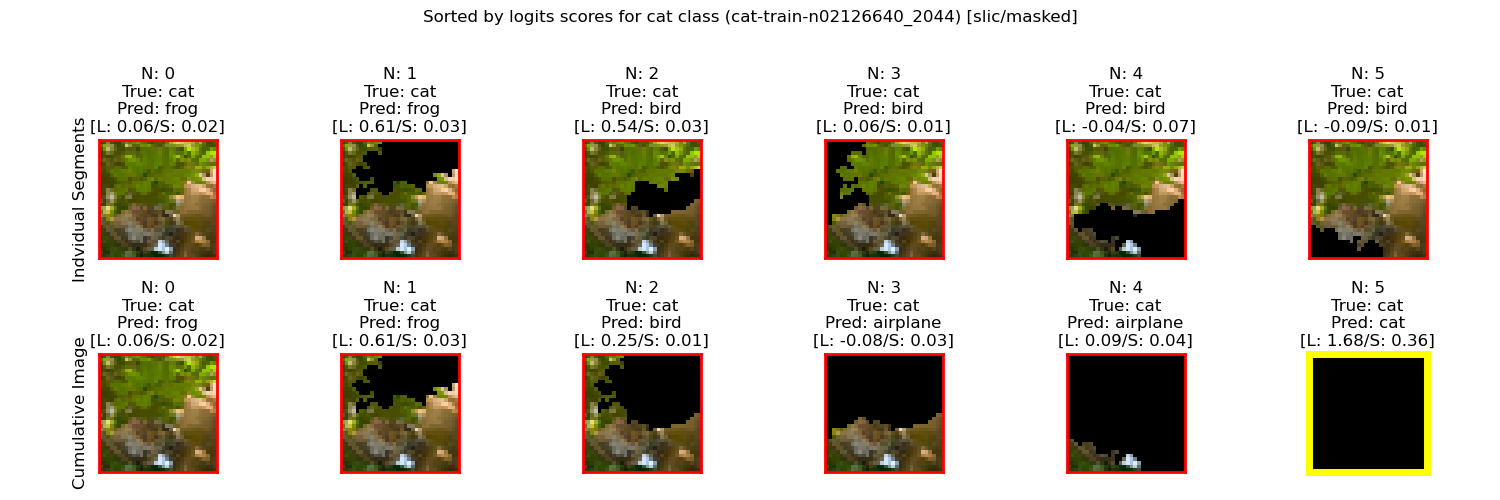 Sorted by logits scores for cat class (cat-train-n02126640_2044) [slic/masked]
Indvidual Segments
N: 0
True: cat
Pred: frog
[L: 0.06/S: 0.02]
N: 1
True: cat
Pred: frog
[L: 0.61/S: 0.03]
N: 2
True: cat
Pred: bird
[L: 0.54/S: 0.03]
N: 3
True: cat
Pred: bird
[L: 0.06/S: 0.01]
N: 4
True: cat
Pred: bird
[L: -0.04/S: 0.07]
N: 5
True: cat
Pred: bird
[L: -0.09/S: 0.01]
Cumulative Image
N: 0
True: cat
Pred: frog
[L: 0.06/S: 0.02]
N: 1
True: cat
Pred: frog
[L: 0.61/S: 0.03]
N: 2
True: cat
Pred: bird
[L: 0.25/S: 0.01]
N: 3
True: cat
Pred: airplane
[L: -0.08/S: 0.03]
N: 4
True: cat
Pred: airplane
[L: 0.09/S: 0.04]
N: 5
True: cat
Pred: cat
[L: 1.68/S: 0.36]